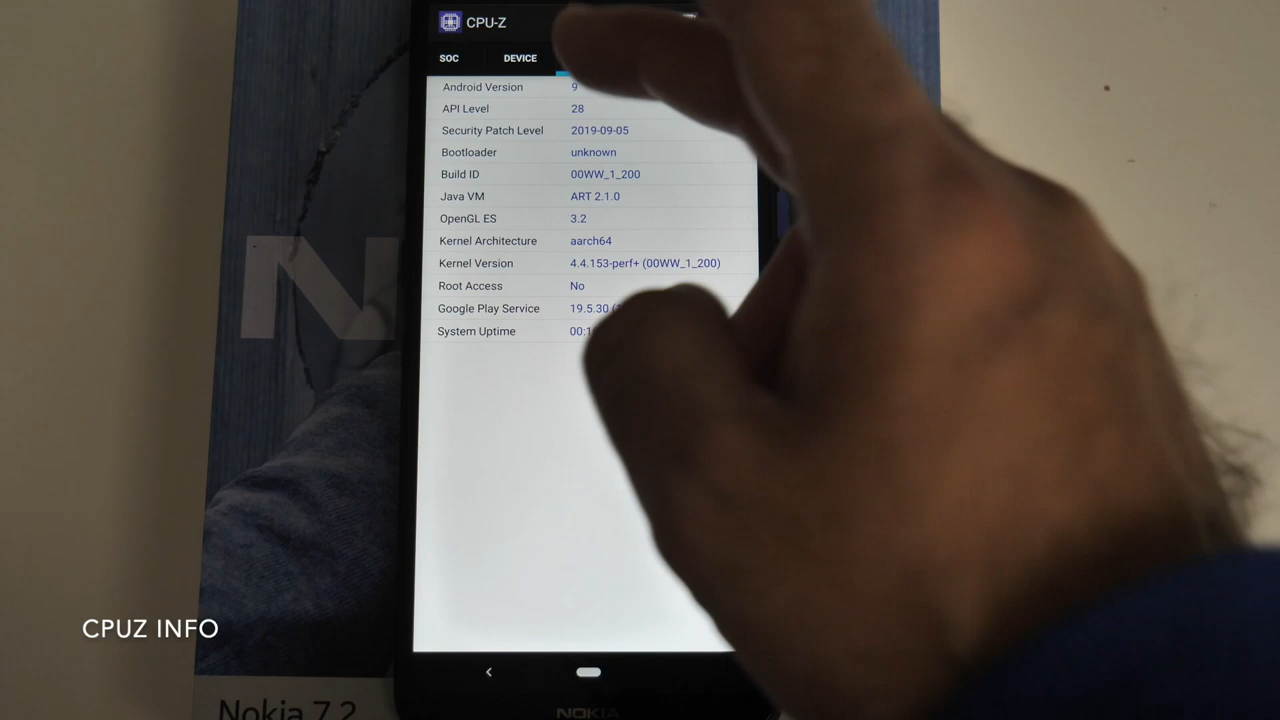 CPU-Z
SOC DEVICE
Android Version 9
API Level 28
Security Patch Level 2019-09-05
Bootloader unknown
Build ID 00WW_1_200
Java VM ART 2.1.0
OpenGL ES 3.2
Kernel Architecture aarch64
Kernel Version 4.4.153-perf+ (00WW_1_200)
Root Access No
Google Play Service 19.5.30
System Uptime
CPUZ INFO
Nokia 7.2
NOKIA